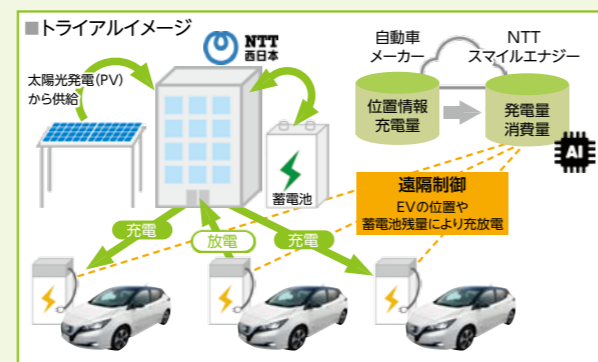 ■トライアルイメージ
NTT
西日本
太陽光発電(PV)
から供給
蓄電池
自動車
メーカー
NTT
スマイルエナジー
位置情報
充電量
発電量
消費量
AI
遠隔制御
EVの位置や
蓄電池残量により充放電
充電
放電
充電